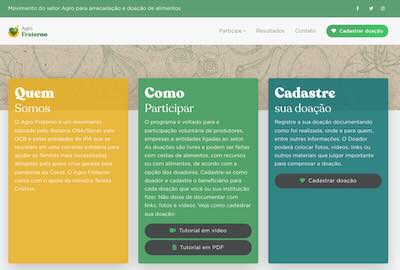 Movimento do setor Agro para arrecadação e doação de alimentos
Agro
Fraterno
Participe
Resultados
Contato
Cadastrar doação
Quem
Somos
O Agro Fraterno é um movimento
liderado pelo Sistema CNA/Senar, pela
OCB e pelas entidades do IPA que se
reuniram em uma corrente solidária para
ajudar as famílias mais necessitadas
atingidas pela grave crise gerada pela
pandemia da Covid. O Agro Fraterno
conta com o apoio da ministra Tereza
Cristina.
Como
Participar
O programa é voltado para a
participação voluntária de produtores,
empresas e entidades ligadas ao setor.
As doações são livres e podem ser feitas
com cestas de alimentos, com recursos
ou com alimentos, de acordo com a
opção dos doadores. Cadastre-se como
doador e cadastre o beneficiário para
cada doação que você ou sua instituição
fizer. Não deixe de documentar com
links, fotos e vídeos. Veja como cadastrar
sua doação:
Tutorial em vídeo
Tutorial em PDF
Cadastre
sua doação
Registre a sua doação documentando
como foi realizada, onde e para quem,
entre outras informações. O Doador
poderá colocar fotos, vídeos, links ou
outros materiais que julgar importante
para comprovar a doação.
Cadastrar doação